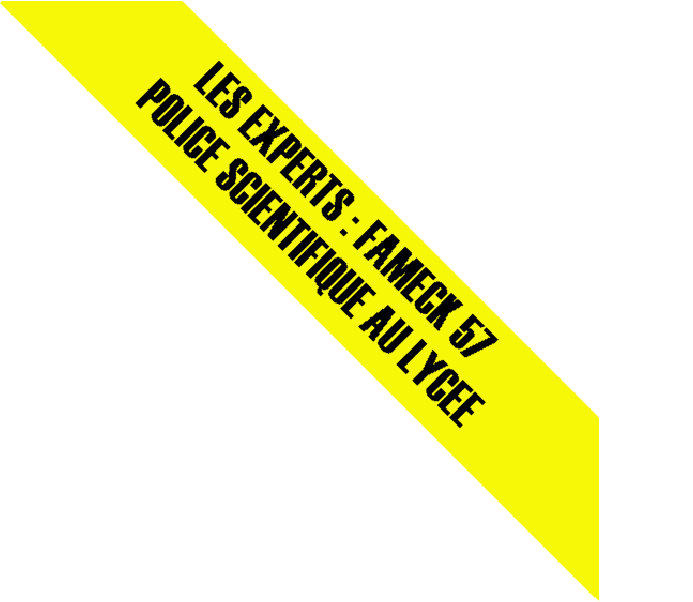 LES EXPERTS : FAMECK 57
POLICE SCIENTIFIQUE AU LYCEE